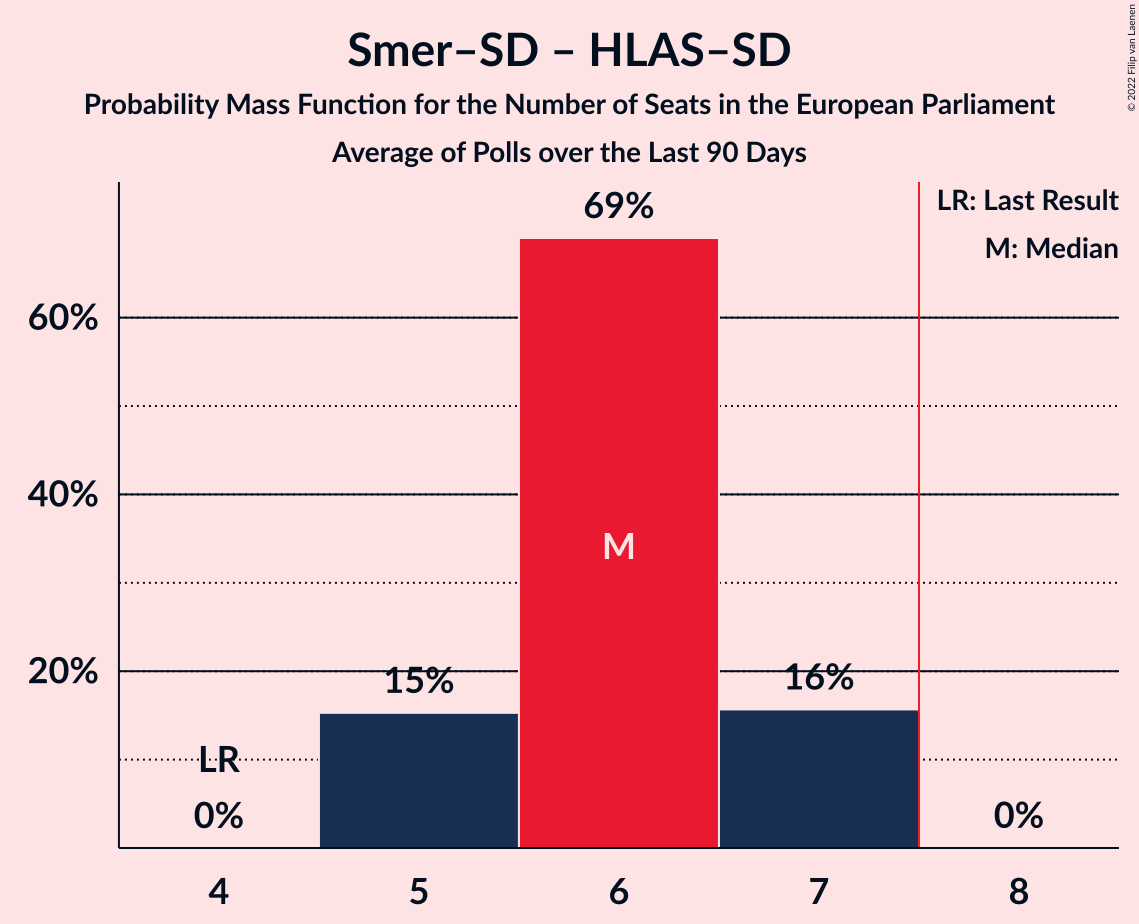 Smer–SD – HLAS–SD
Probability Mass Function for the Number of Seats in the European Parliament
Average of Polls over the Last 90 Days
© 2022 Filip van Laenen
LR: Last Result
M: Median
69%
60%
40%
M
20%
15%
16%
LR
0%
0%
4 5 6 7 8